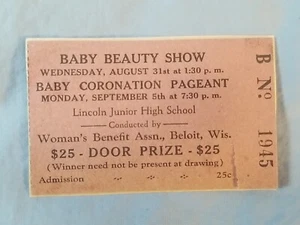 BABY BEAUTY SHOW
WEDNESDAY, AUGUST 31st at 1:30 p. m.
BABY CORONATION PAGEANT
MONDAY, SEPTEMBER 5th at 7:30 p. m.
Lincoln Junior High School
Conducted by
Woman's Benefit Assn., Beloit, Wis.
$25 - DOOR PRIZE - $25
(Winner need not be present at drawing)
Admission - - - - 25c
B No. 1945